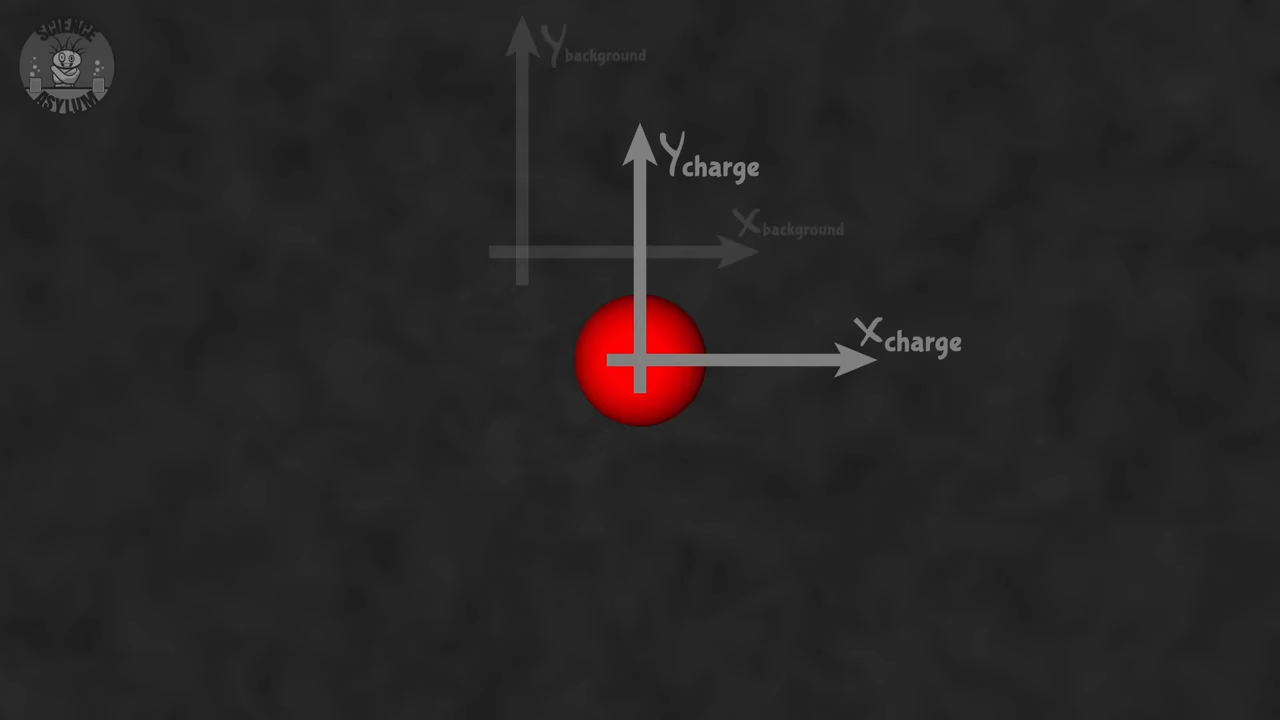 SCIENCE
ASYLUM
Ybackground
Ycharge
Xbackground
Xcharge